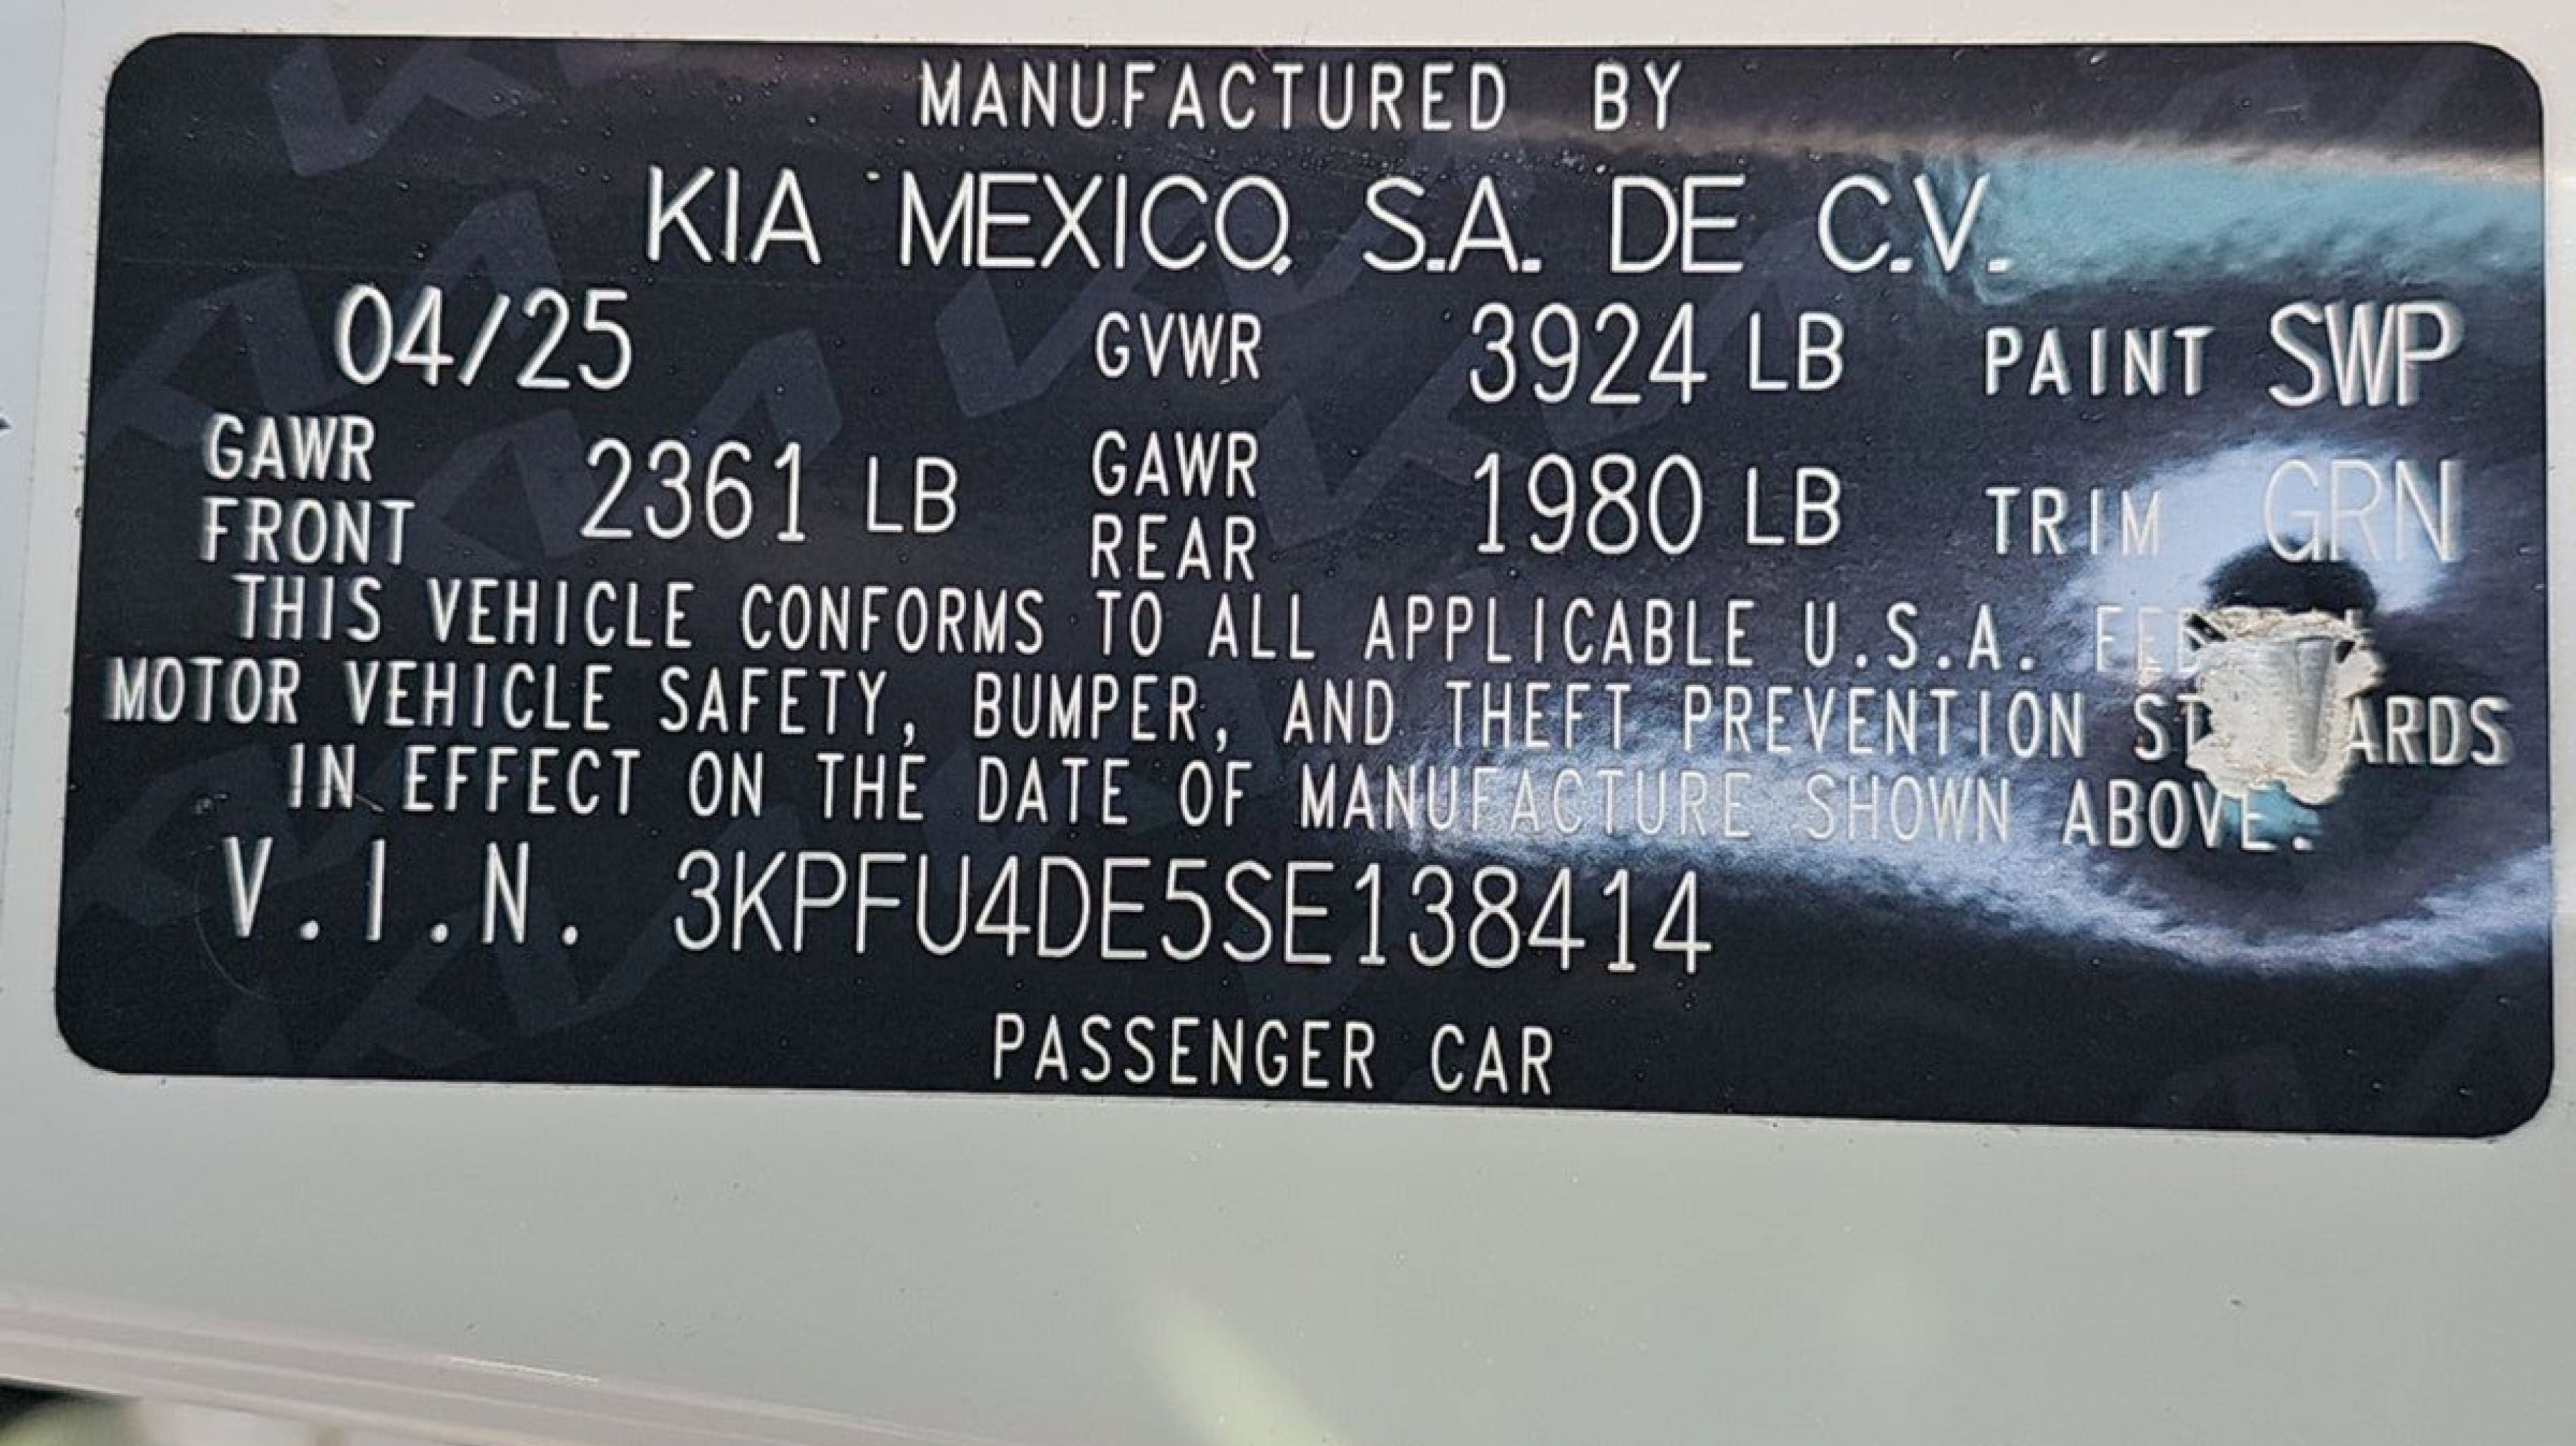 MANUFACTURED BY
KIA MEXICO, S.A. DE C.V.
04/25 GVWR 3924 LB PAINT SWP
GAWR FRONT 2361 LB GAWR REAR 1980 LB TRIM GRN
THIS VEHICLE CONFORMS TO ALL APPLICABLE U.S.A.
MOTOR VEHICLE SAFETY, BUMPER, AND THEFT PREVENTION
IN EFFECT ON THE DATE OF MANUFACTURE SHOWN ABOVE.
V.I.N. 3KPFU4DE5SE138414
PASSENGER CAR